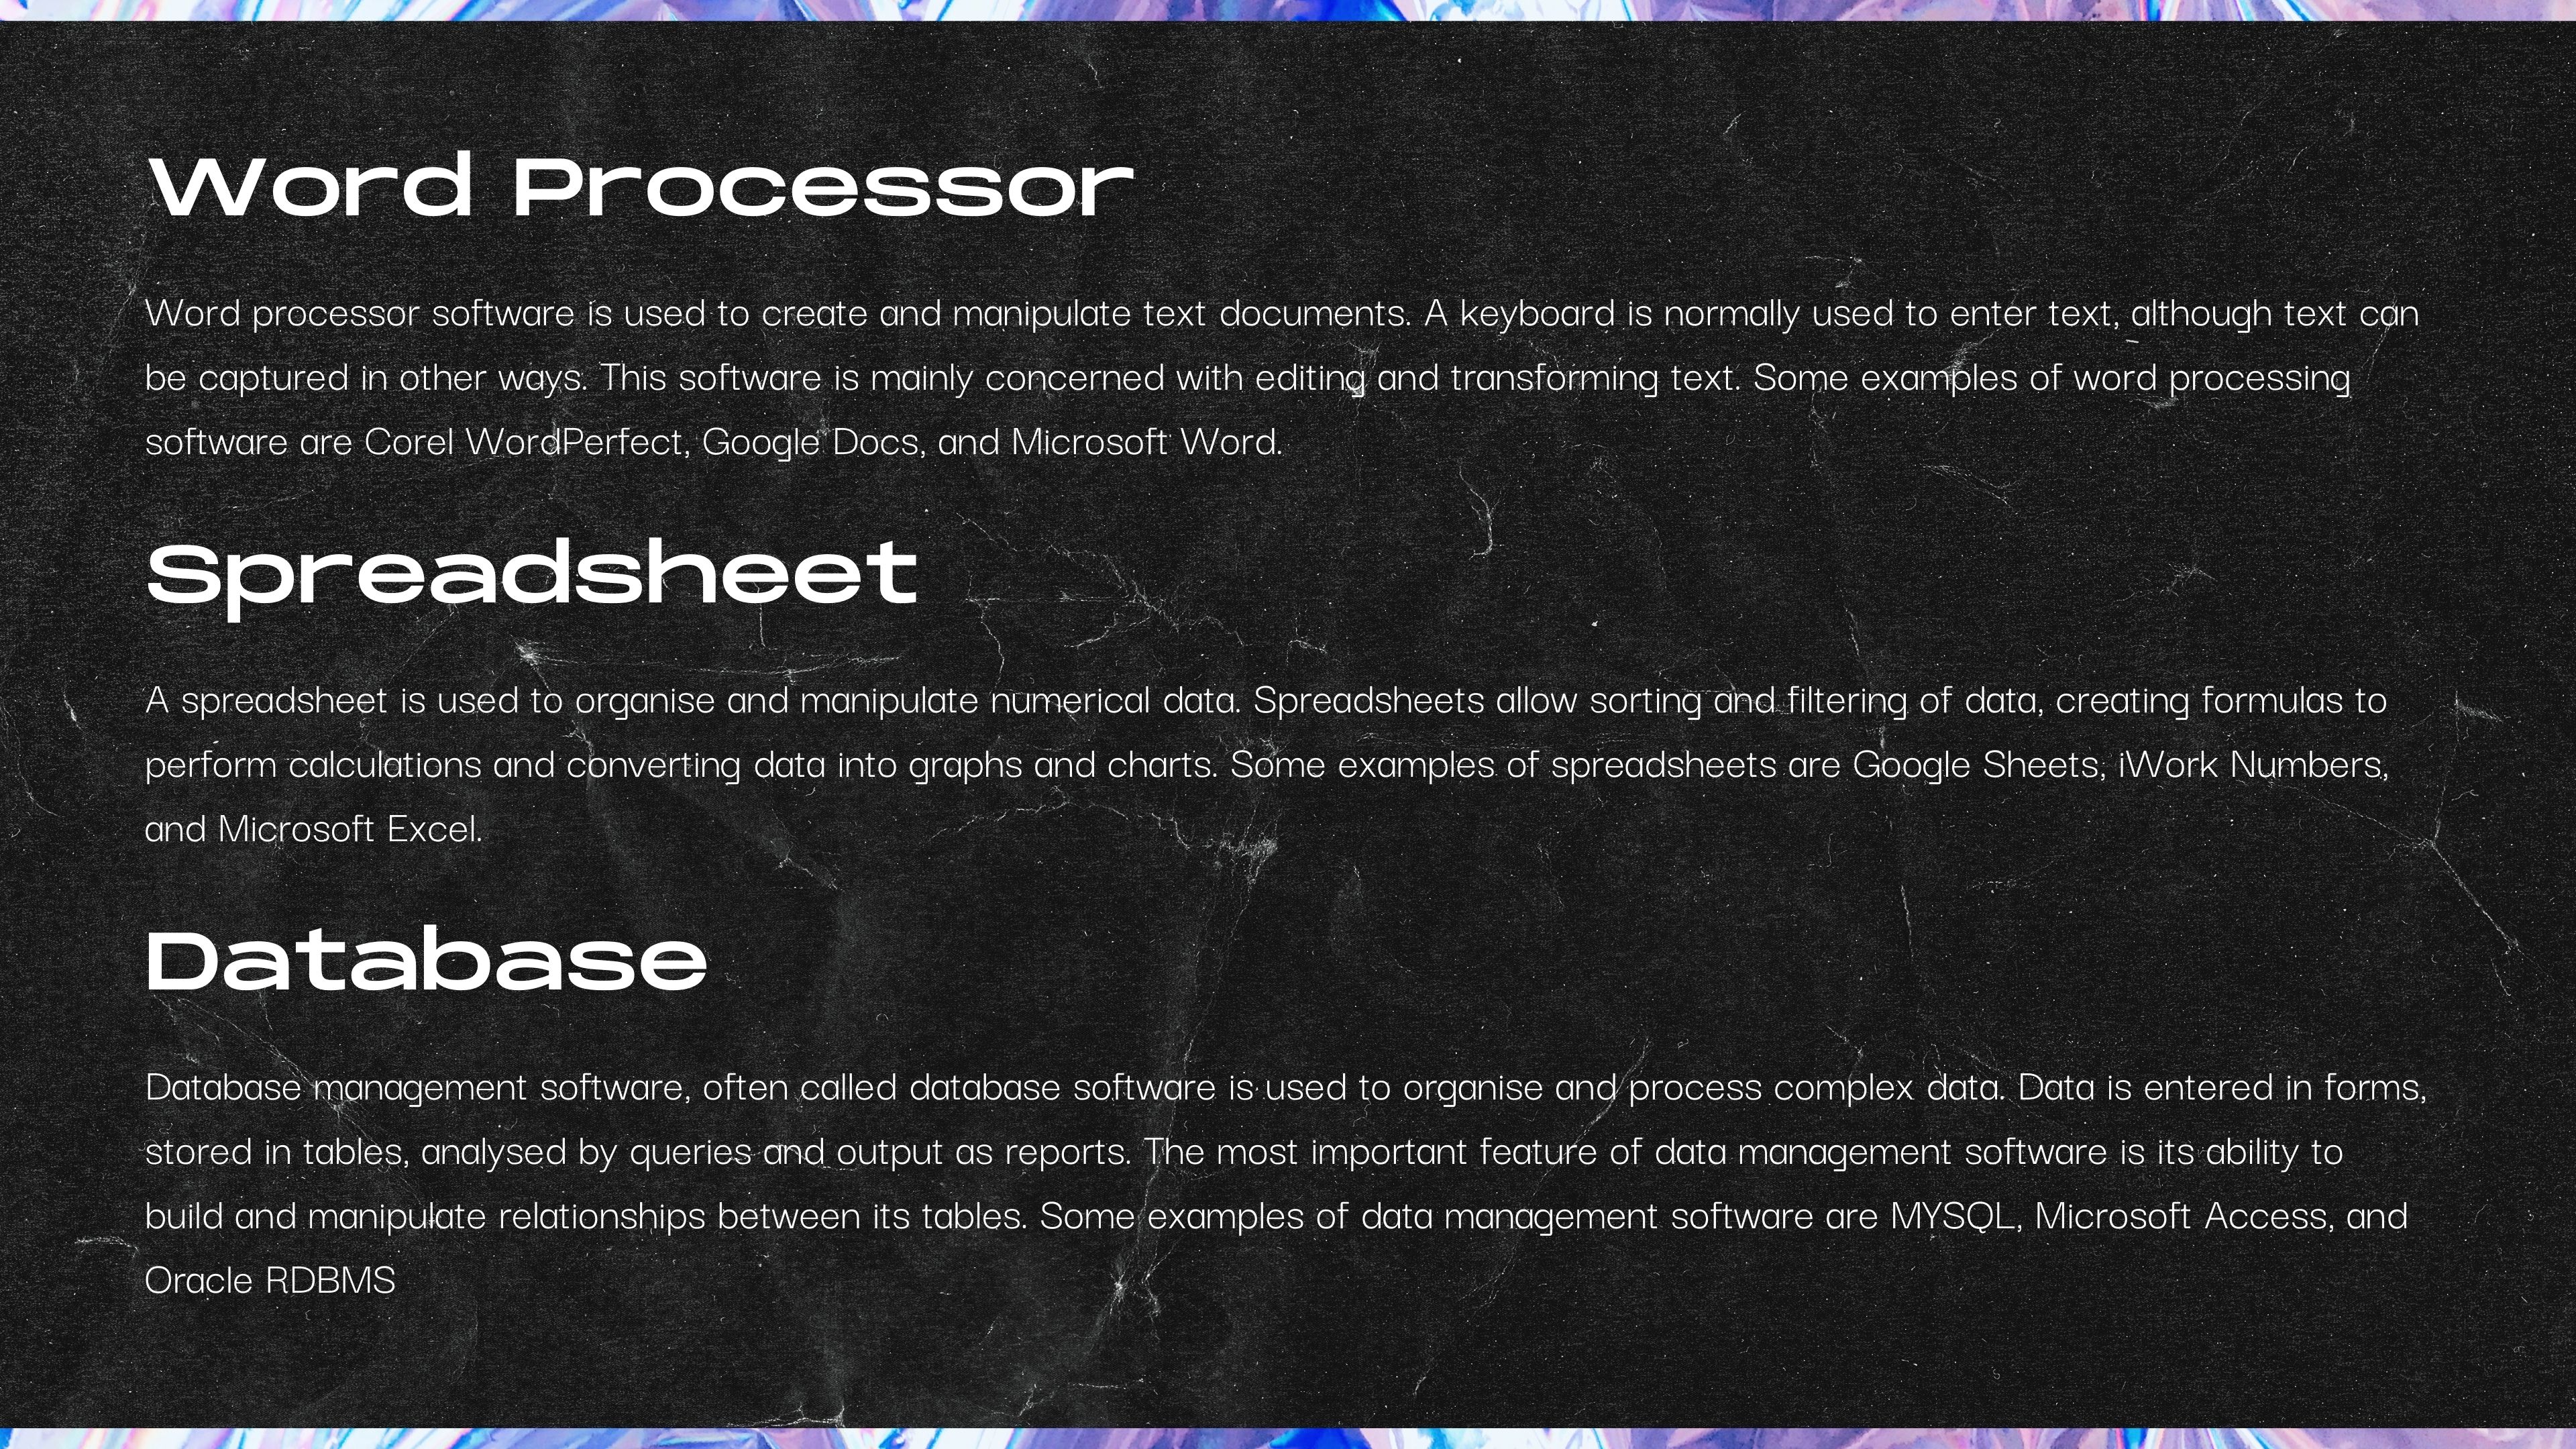 Word Processor
Word processor software is used to create and manipulate text documents. A keyboard is normally used to enter text, although text can
be captured in other ways. This software is mainly concerned with editing and transforming text. Some examples of word processing
software are Corel WordPerfect, Google Docs, and Microsoft Word.
Spreadsheet
A spreadsheet is used to organise and manipulate numerical data. Spreadsheets allow sorting and filtering of data, creating formulas to
perform calculations and converting data into graphs and charts. Some examples of spreadsheets are Google Sheets, iWork Numbers,
and Microsoft Excel.
Database
Database management software, often called database software is used to organise and process complex data. Data is entered in forms,
stored in tables, analysed by queries and output as reports. The most important feature of data management software is its ability to
build and manipulate relationships between its tables. Some examples of data management software are MYSQL, Microsoft Access, and
Oracle RDBMS